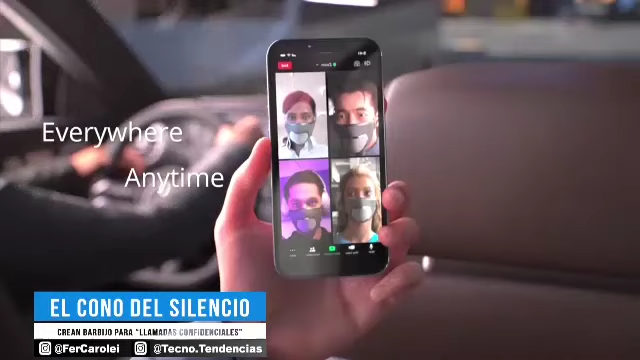 Everywhere
Anytime
EL CONO DEL SILENCIO
CREAN BARBIJO PARA "LLAMADAS CONFIDENCIALES"
@FerCarolei @Tecno.Tendencias